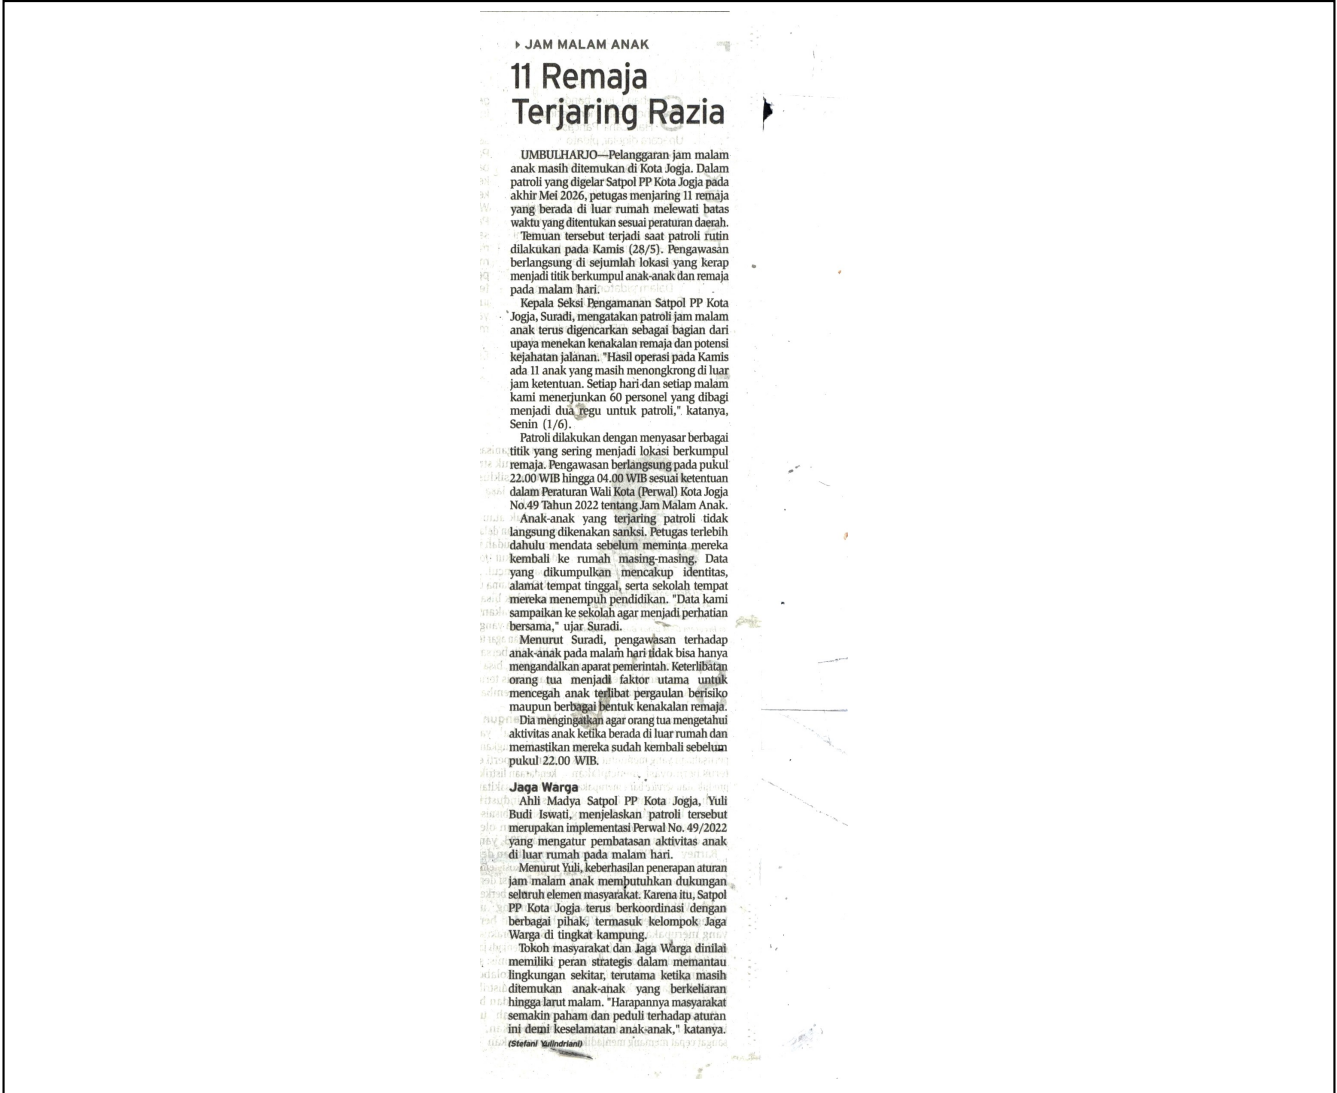 JAM MALAM ANAK
11 Remaja
Terjaring Razia
UMBULHARJO—Pelanggaran jam malam
anak masih ditemukan di Kota Jogja. Dalam
patroli yang digelar Satpol PP Kota Jogja pada
akhir Mei 2026, petugas menjaring 11 remaja
yang berada di luar rumah melewati batas
waktu yang ditentukan sesuai peraturan daerah.
Temuan tersebut terjadi saat patroli rutin
dilakukan pada Kamis (28/5). Pengawasan
berlangsung di sejumlah lokasi yang kerap
menjadi titik berkumpul anak-anak dan remaja
pada malam hari.
Kepala Seksi Pengamanan Satpol PP Kota
Jogja, Suradi, mengatakan patroli jam malam
anak terus digencarkan sebagai bagian dari
upaya menekan kenakalan remaja dan potensi
kejahatan jalanan. "Hasil operasi pada Kamis
ada 11 anak yang masih menongkrong di luar
jam ketentuan. Setiap hari dan setiap malam
kami menerjunkan 60 personel yang dibagi
menjadi dua regu untuk patroli," katanya,
Senin (1/6).
Patroli dilakukan dengan menyasar berbagai
titik yang sering menjadi lokasi berkumpul
remaja. Pengawasan berlangsung pada pukul
22.00 WIB hingga 04.00 WIB sesuai ketentuan
dalam Peraturan Wali Kota (Perwal) Kota Jogja
No.49 Tahun 2022 tentang Jam Malam Anak.
Anak-anak yang terjaring patroli tidak
langsung dikenakan sanksi. Petugas terlebih
dahulu mendata sebelum meminta mereka
kembali ke rumah masing-masing. Data
yang dikumpulkan mencakup identitas,
alamat tempat tinggal, serta sekolah tempat
mereka menempuh pendidikan. "Data kami
sampaikan ke sekolah agar menjadi perhatian
bersama," ujar Suradi.
Menurut Suradi, pengawasan terhadap
anak-anak pada malam hari tidak bisa hanya
mengandalkan aparat pemerintah. Keterlibatan
orang tua menjadi faktor utama untuk
mencegah anak terlibat pergaulan berisiko
maupun berbagai bentuk kenakalan remaja.
Dia mengingatkan agar orang tua mengetahui
aktivitas anak ketika berada di luar rumah dan
memastikan mereka sudah kembali sebelum
pukul 22.00 WIB.
Jaga Warga
Ahli Madya Satpol PP Kota Jogja, Yuli
Budi Iswati, menjelaskan patroli tersebut
merupakan implementasi Perwal No. 49/2022
yang mengatur pembatasan aktivitas anak
di luar rumah pada malam hari.
Menurut Yuli, keberhasilan penerapan aturan
jam malam anak membutuhkan dukungan
seluruh elemen masyarakat. Karena itu, Satpol
PP Kota Jogja terus berkoordinasi dengan
berbagai pihak, termasuk kelompok Jaga
Warga di tingkat kampung.
Tokoh masyarakat dan Jaga Warga dinilai
memiliki peran strategis dalam memantau
lingkungan sekitar, terutama ketika masih
ditemukan anak-anak yang berkeliaran
hingga larut malam. "Harapannya masyarakat
semakin paham dan peduli terhadap aturan
ini demi keselamatan anak-anak," katanya.
(Stefani Yulindriani)